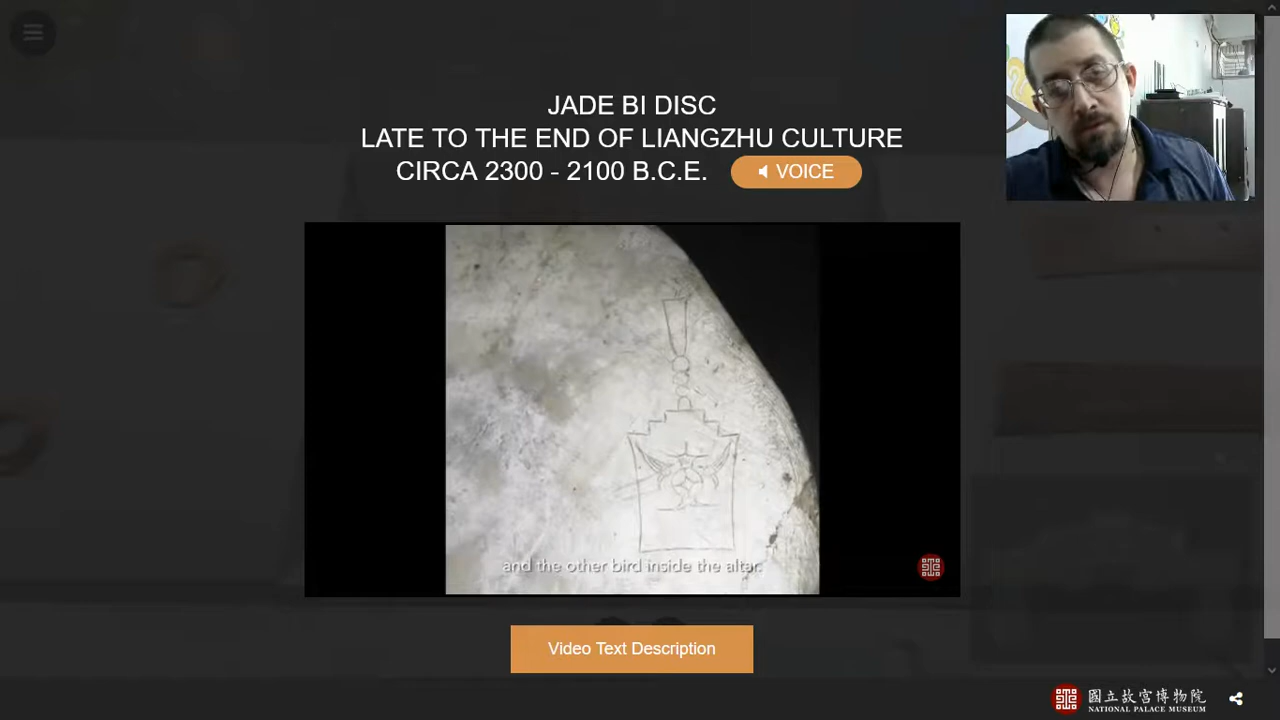 JADE BI DISC
LATE TO THE END OF LIANGZHU CULTURE
CIRCA 2300 - 2100 B.C.E.
VOICE
and the other bird inside the altar.
Video Text Description
國立故宮博物院
NATIONAL PALACE MUSEUM